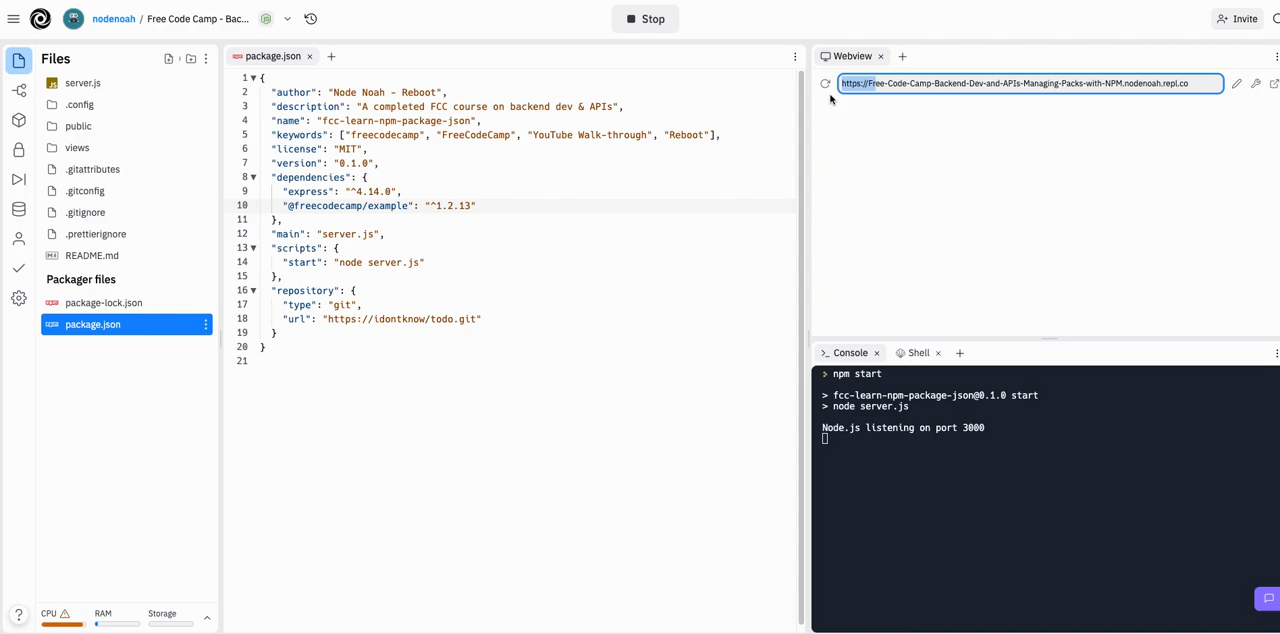 nodenoah / Free Code Camp - Bac...
Stop
Invite
Files
server.js
.config
public
views
.gitattributes
.gitconfig
.gitignore
.prettierignore
README.md
Packager files
package-lock.json
package.json
CPU
RAM
Storage
package.json
1 {
2 "author": "Node Noah - Reboot",
3 "description": "A completed FCC course on backend dev & APIs",
4 "name": "fcc-learn-npm-package-json",
5 "keywords": ["freecodecamp", "FreeCodeCamp", "YouTube Walk-through", "Reboot"],
6 "license": "MIT",
7 "version": "0.1.0",
8 "dependencies": {
9 "express": "^4.14.0",
10 "@freecodecamp/example": "^1.2.13"
11 },
12 "main": "server.js",
13 "scripts": {
14 "start": "node server.js"
15 },
16 "repository": {
17 "type": "git",
18 "url": "https://idontknow/todo.git"
19 }
20 }
21
Webview
https://Free-Code-Camp-Backend-Dev-and-APIs-Managing-Packs-with-NPM.nodenoah.repl.co
Console
Shell
> npm start
> fcc-learn-npm-package-json@0.1.0 start
> node server.js
Node.js listening on port 3000